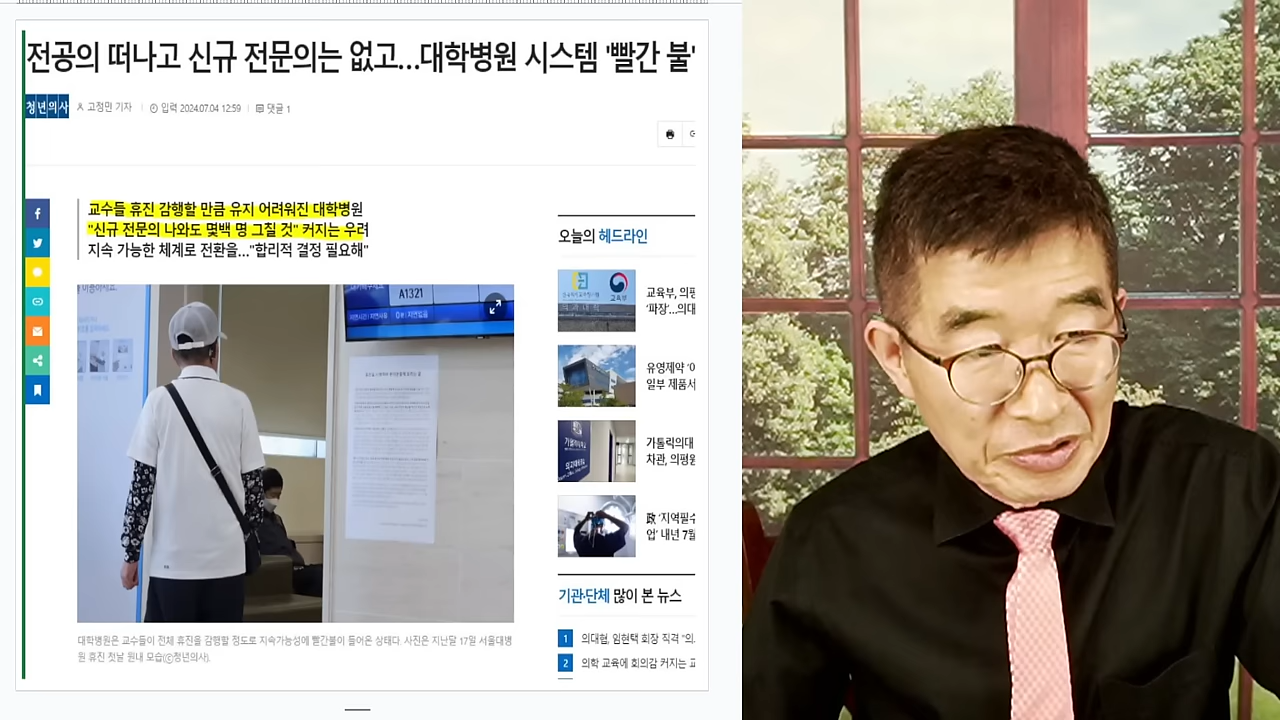 전공의 떠나고 신규 전문의는 없고...대학병원 시스템 '빨간 불'
청년의사 고정민 기자 입력 2024.07.04 12:59 댓글 1
교수들 휴진 감행할 만큼 유지 어려워진 대학병원
"신규 전문의 나와도 몇백 명 그칠 것" 커지는 우려
지속 가능한 체계로 전환을..."합리적 결정 필요해"
A1321
대학병원은 교수들이 전체 휴진을 감행할 정도로 지속가능성에 빨간불이 들어온 상태다. 사진은 지난달 17일 서울대병
원 휴진 첫날 원내 모습(ⓒ청년의사).
오늘의 헤드라인
교육부
교육부, 의평
'파장'...의대
유영제약
일부 제품서
가톨릭의대
차관, 의평원
政 '지역필수
업' 내년 7월
기관·단체 많이 본 뉴스
1 의대협, 임현택 회장 직격 "의
2 의학 교육에 회의감 커지는 교